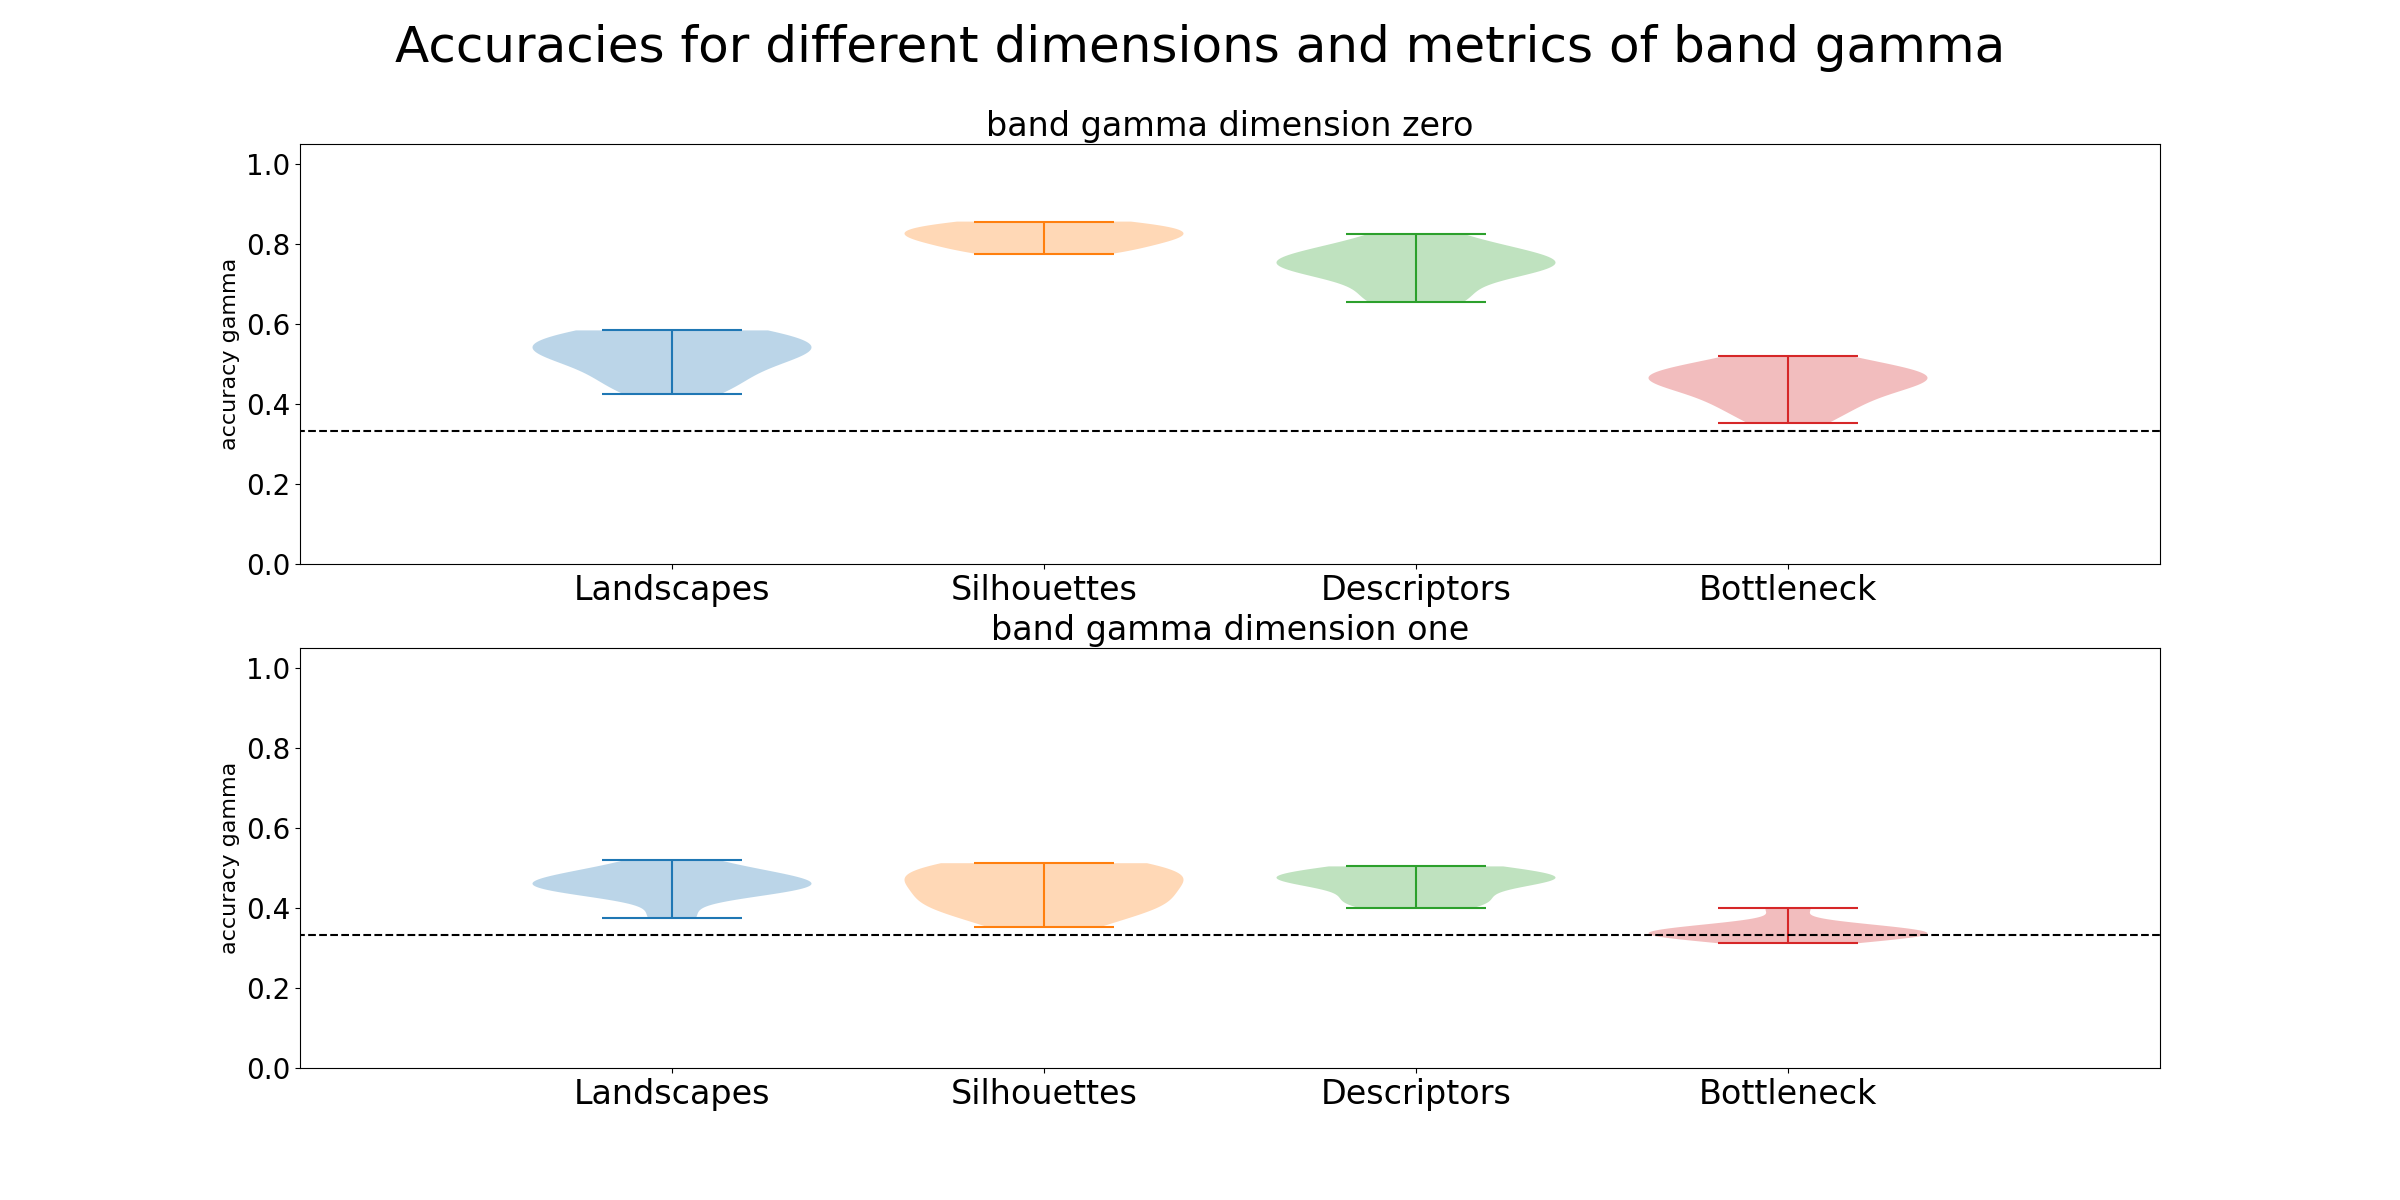 Accuracies for different dimensions and metrics of band gamma
band gamma dimension zero
accuracy gamma
1.0
0.8
0.6
0.4
0.2
0.0
Landscapes Silhouettes Descriptors Bottleneck
band gamma dimension one
accuracy gamma
1.0
0.8
0.6
0.4
0.2
0.0
Landscapes Silhouettes Descriptors Bottleneck